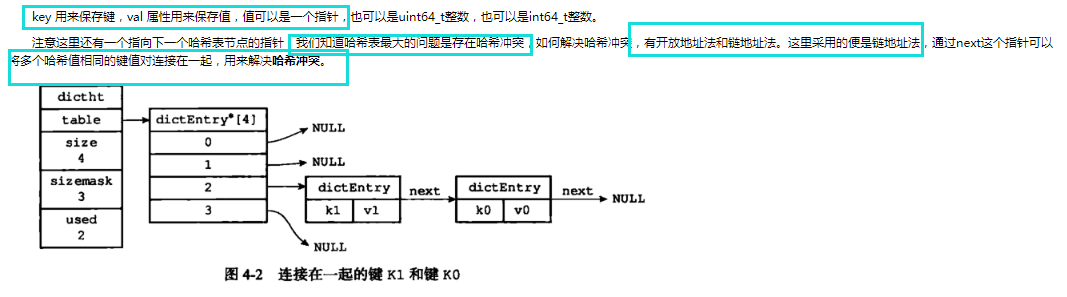 key 用来保存键，val 属性用来保存值，值可以是一个指针，也可以是uint64_t整数，也可以是int64_t整数。
注意这里还有一个指向下一个哈希表节点的指针，我们知道哈希表最大的问题是存在哈希冲突，如何解决哈希冲突，有开放地址法和链地址法。这里采用的便是链地址法，通过next这个指针可以
将多个哈希值相同的键值对连接在一起，用来解决哈希冲突。
dictht
table
size
4
sizemask
3
used
2
dictEntry*[4]
0
1
2
3
NULL
NULL
dictEntry
k1 v1
next
dictEntry
k0 v0
next
NULL
NULL
图 4-2 连接在一起的键 K1 和键 K0